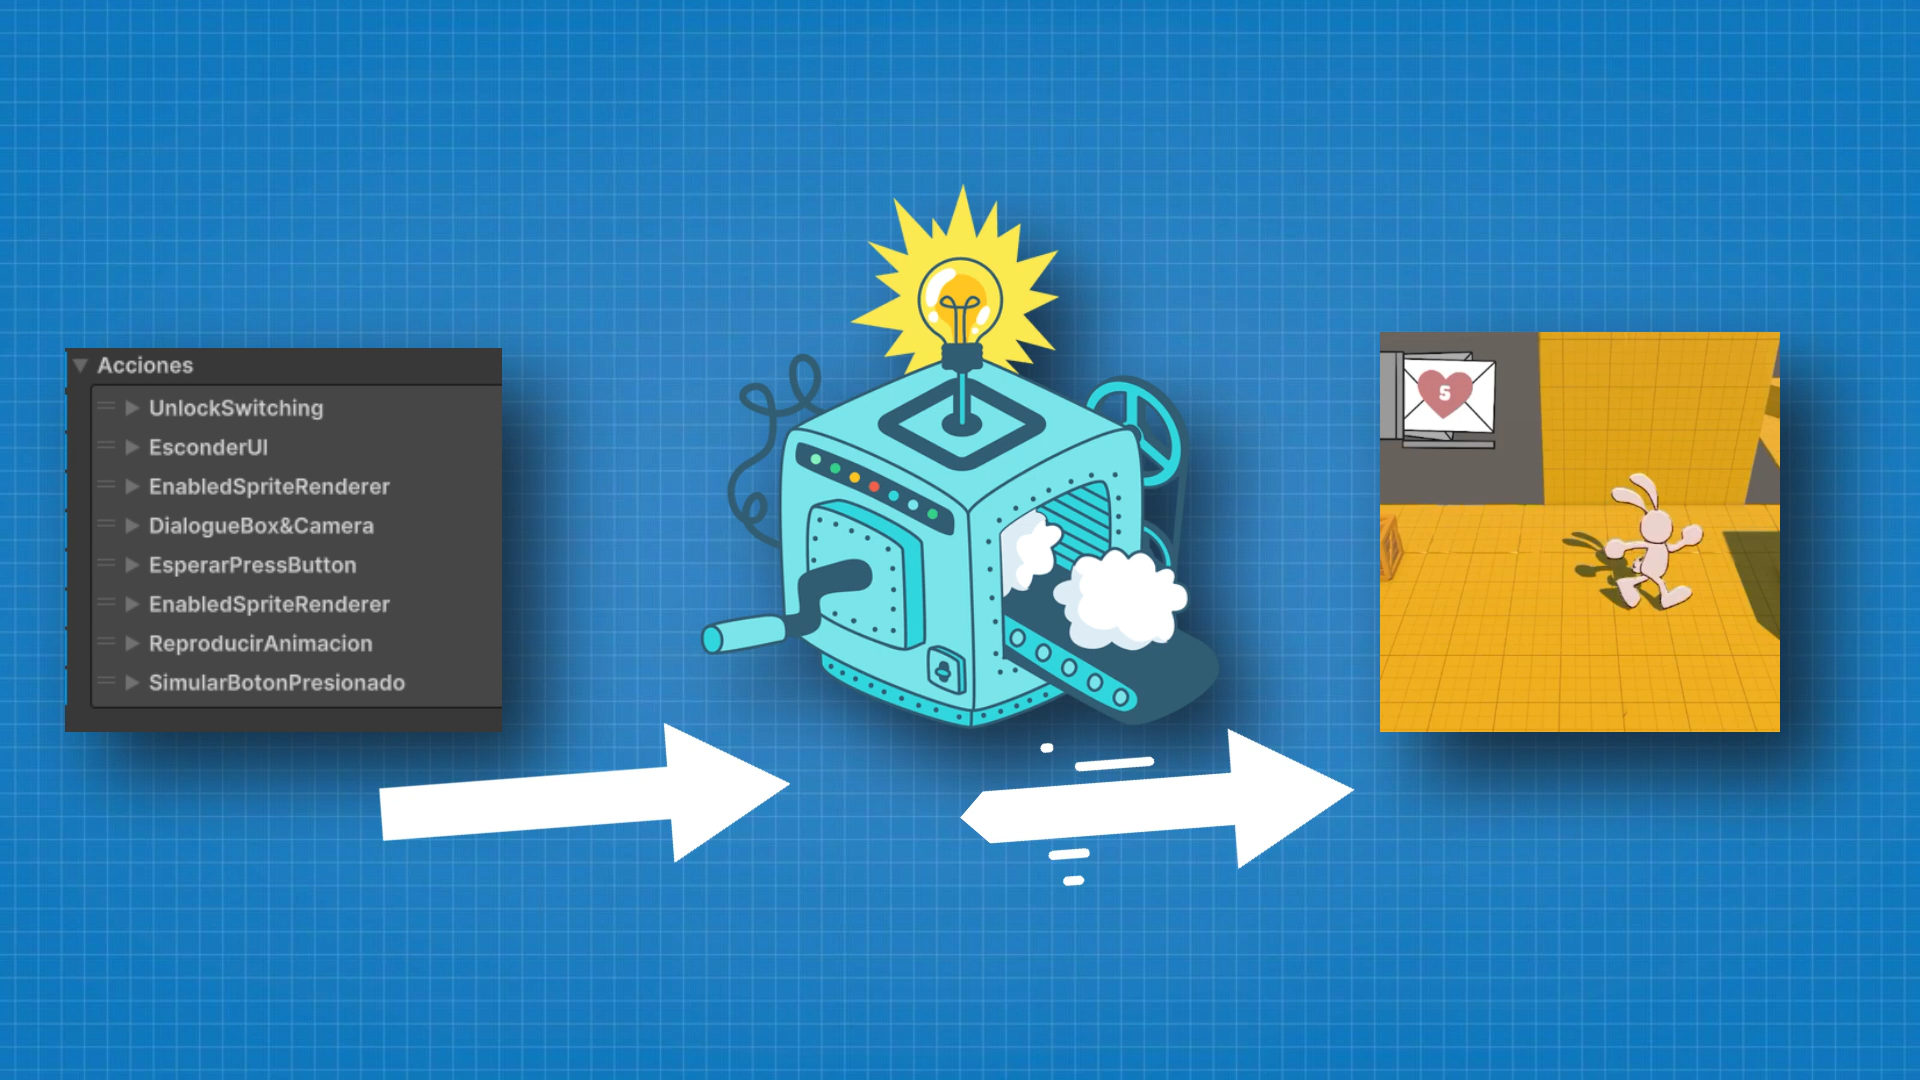 Acciones
UnlockSwitching
EsconderUI
EnabledSpriteRenderer
DialogueBox&Camera
EsperarPressButton
EnabledSpriteRenderer
ReproducirAnimacion
SimularBotonPresionado
5